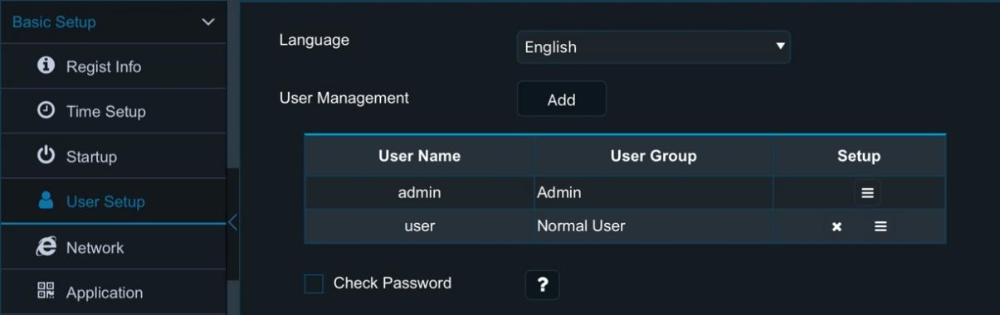 Basic Setup
Regist Info
Time Setup
Startup
User Setup
Network
Application
Language English
User Management Add
User Name User Group Setup
admin Admin
user Normal User
Check Password ?